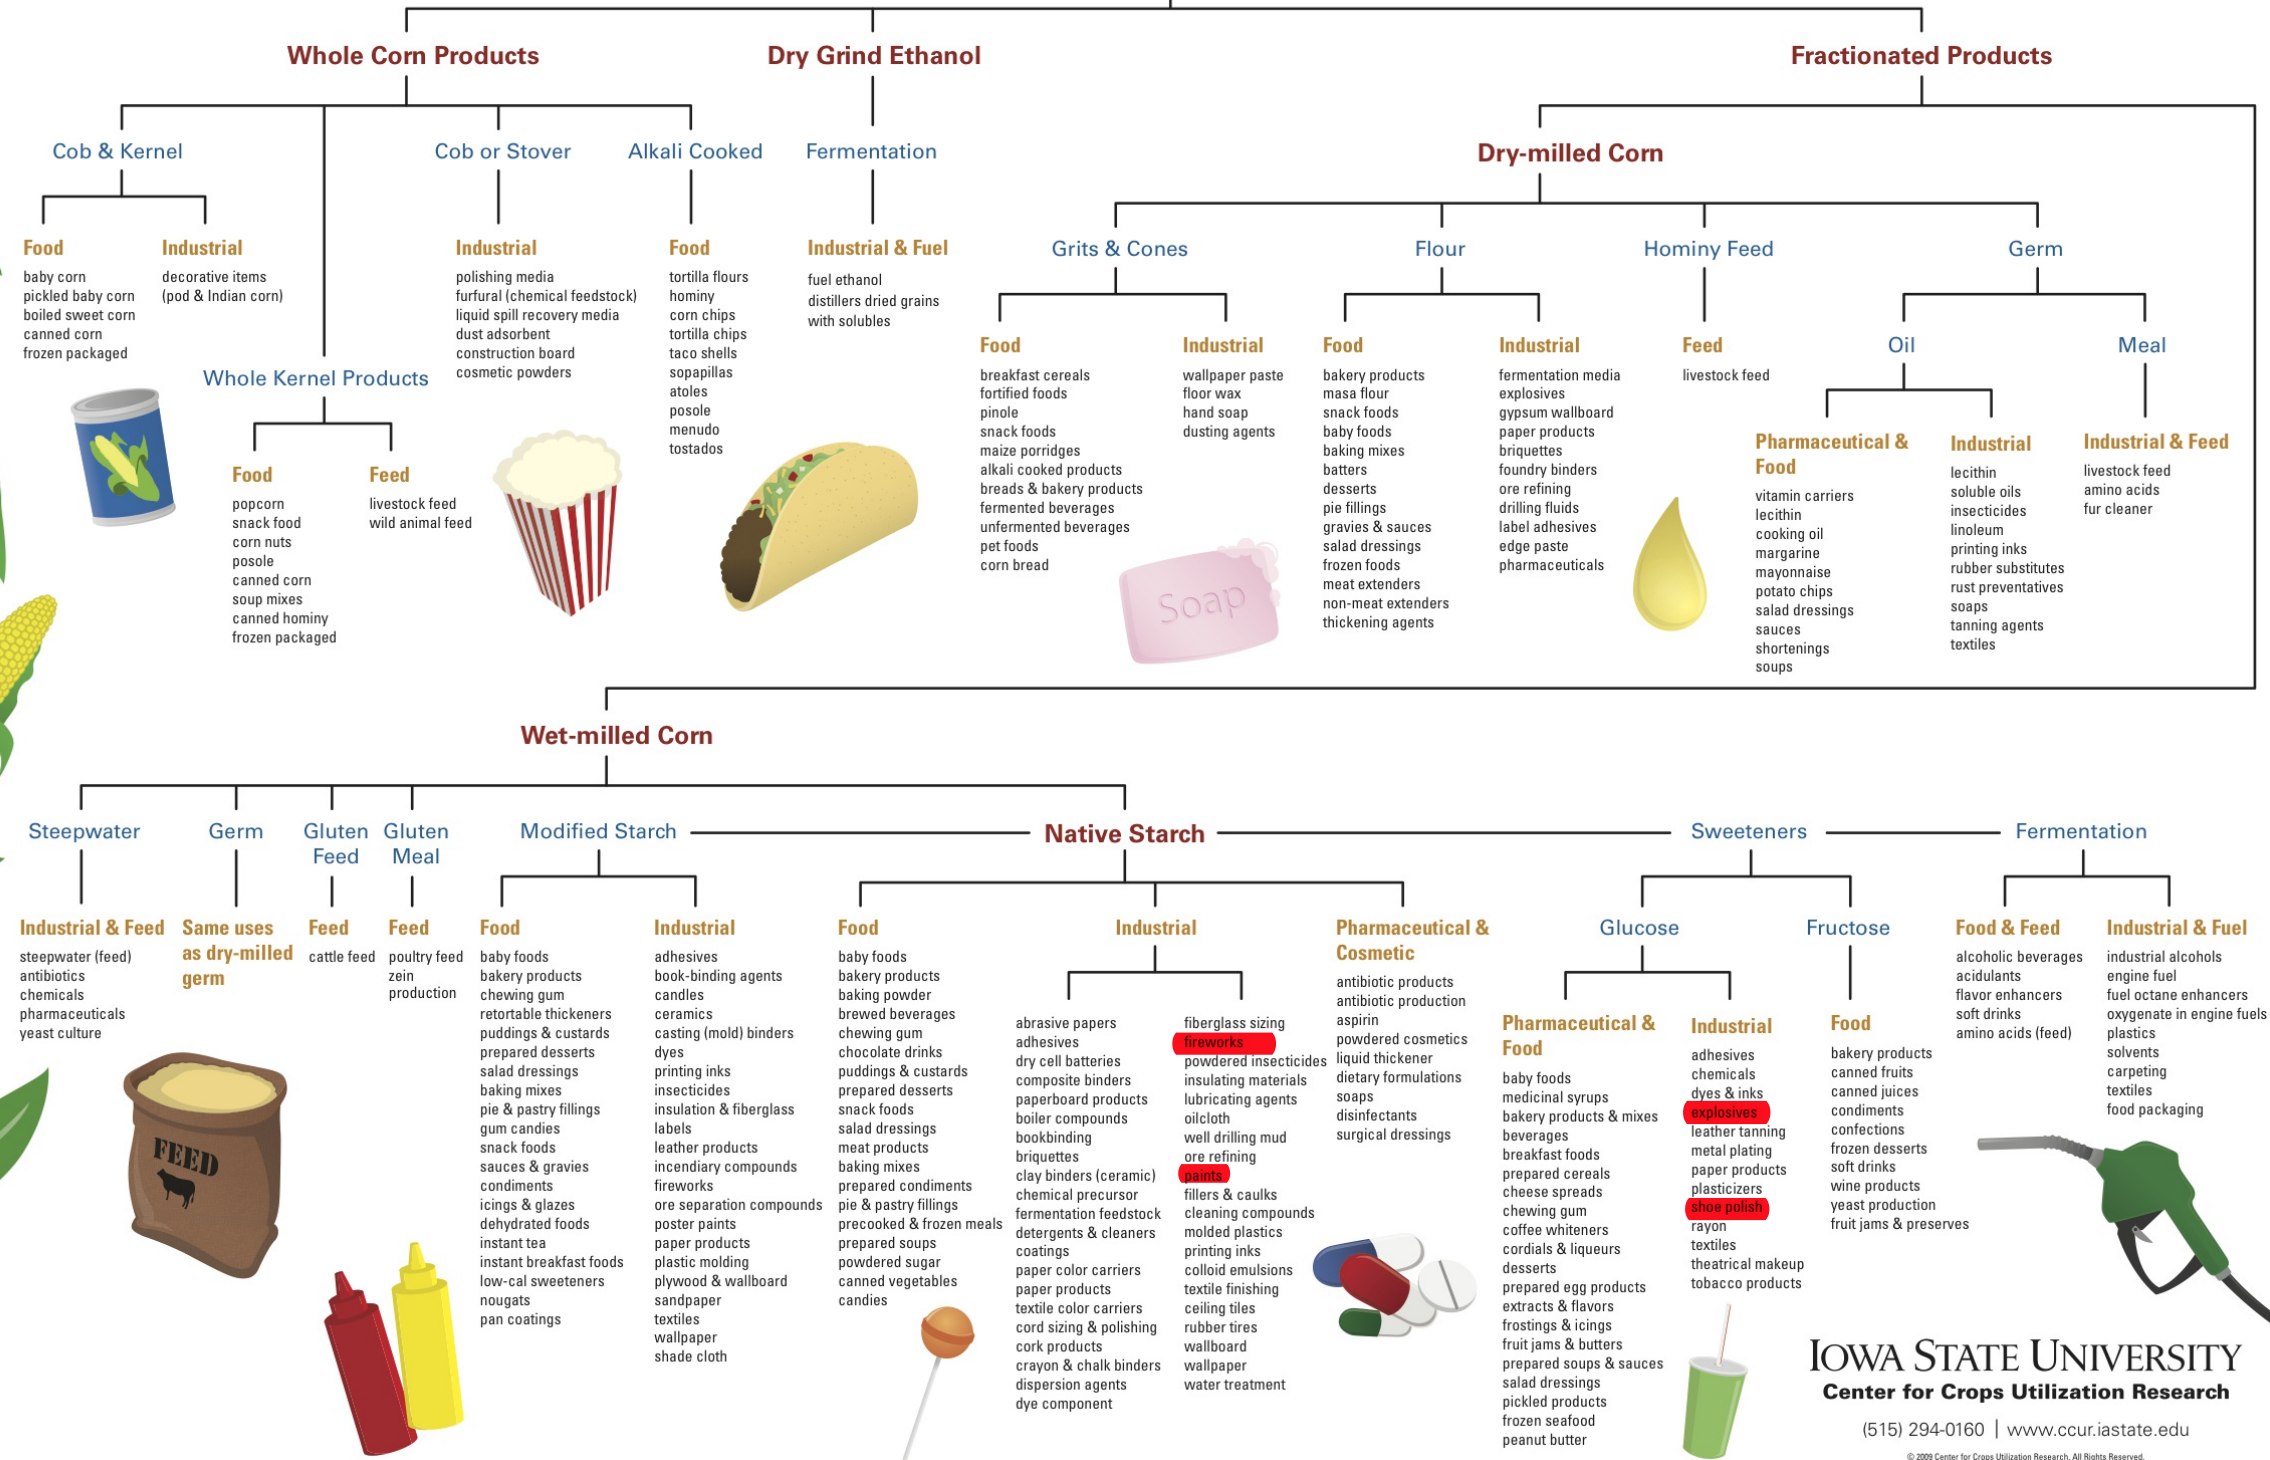 Whole Corn Products
Dry Grind Ethanol
Fractionated Products
Cob & Kernel
Cob or Stover
Alkali Cooked
Fermentation
Dry-milled Corn
Food
baby corn
pickled baby corn
boiled sweet corn
canned corn
frozen packaged
Industrial
decorative items
(pod & Indian corn)
Whole Kernel Products
Food
popcorn
snack food
corn nuts
posole
canned corn
soup mixes
canned hominy
frozen packaged
Feed
livestock feed
wild animal feed
Industrial
polishing media
furfural (chemical feedstock)
liquid spill recovery media
dust adsorbent
construction board
cosmetic powders
Food
tortilla flours
hominy
corn chips
tortilla chips
taco shells
sopapillas
atoles
posole
menudo
tostados
Industrial & Fuel
fuel ethanol
distillers dried grains
with solubles
Grits & Cones
Flour
Hominy Feed
Germ
Food
breakfast cereals
fortified foods
pinole
snack foods
maize porridges
alkali cooked products
breads & bakery products
fermented beverages
unfermented beverages
pet foods
corn bread
Industrial
wallpaper paste
floor wax
hand soap
dusting agents
Soap
Food
bakery products
masa flour
snack foods
baby foods
baking mixes
batters
desserts
pie fillings
gravies & sauces
salad dressings
frozen foods
meat extenders
non-meat extenders
thickening agents
Industrial
fermentation media
explosives
gypsum wallboard
paper products
briquettes
foundry binders
ore refining
drilling fluids
label adhesives
edge paste
pharmaceuticals
Feed
livestock feed
Oil
Meal
Pharmaceutical &
Food
vitamin carriers
lecithin
cooking oil
margarine
mayonnaise
potato chips
salad dressings
sauces
shortenings
soups
Industrial
lecithin
soluble oils
insecticides
linoleum
printing inks
rubber substitutes
rust preventatives
soaps
tanning agents
textiles
Industrial & Feed
livestock feed
amino acids
fur cleaner
Wet-milled Corn
Steepwater
Germ
Gluten
Feed
Gluten
Meal
Modified Starch
Native Starch
Sweeteners
Fermentation
Industrial & Feed
steepwater (feed)
antibiotics
chemicals
pharmaceuticals
yeast culture
FEED
Same uses
as dry-milled
germ
Feed
cattle feed
Feed
poultry feed
zein
production
Food
baby foods
bakery products
chewing gum
retortable thickeners
puddings & custards
prepared desserts
salad dressings
baking mixes
pie & pastry fillings
gum candies
snack foods
sauces & gravies
condiments
icings & glazes
dehydrated foods
instant tea
instant breakfast foods
low-cal sweeteners
nougats
pan coatings
Industrial
adhesives
book-binding agents
candles
ceramics
casting (mold) binders
dyes
printing inks
insecticides
insulation & fiberglass
labels
leather products
incendiary compounds
fireworks
ore separation compounds
poster paints
paper products
plastic molding
plywood & wallboard
sandpaper
textiles
wallpaper
shade cloth
Food
baby foods
bakery products
baking powder
brewed beverages
chewing gum
chocolate drinks
puddings & custards
prepared desserts
snack foods
salad dressings
meat products
baking mixes
prepared condiments
pie & pastry fillings
precooked & frozen meals
prepared soups
powdered sugar
canned vegetables
candies
Industrial
abrasive papers
adhesives
dry cell batteries
composite binders
paperboard products
boiler compounds
bookbinding
briquettes
clay binders (ceramic)
chemical precursor
fermentation feedstock
detergents & cleaners
coatings
paper color carriers
paper products
textile color carriers
cord sizing & polishing
cork products
crayon & chalk binders
dispersion agents
dye component
fiberglass sizing
fireworks
powdered insecticides
insulating materials
lubricating agents
oilcloth
well drilling mud
ore refining
paints
fillers & caulks
cleaning compounds
molded plastics
printing inks
colloid emulsions
textile finishing
ceiling tiles
rubber tires
wallboard
wallpaper
water treatment
Pharmaceutical &
Cosmetic
antibiotic products
antibiotic production
aspirin
powdered cosmetics
liquid thickener
dietary formulations
soaps
disinfectants
surgical dressings
Glucose
Fructose
Pharmaceutical &
Food
baby foods
medicinal syrups
bakery products & mixes
beverages
breakfast foods
prepared cereals
cheese spreads
chewing gum
coffee whiteners
cordials & liqueurs
desserts
prepared egg products
extracts & flavors
frostings & icings
fruit jams & butters
prepared soups & sauces
salad dressings
pickled products
frozen seafood
peanut butter
Industrial
adhesives
chemicals
dyes & inks
explosives
leather tanning
metal plating
paper products
plasticizers
shoe polish
rayon
textiles
theatrical makeup
tobacco products
Food
bakery products
canned fruits
canned juices
condiments
confections
frozen desserts
soft drinks
wine products
yeast production
fruit jams & preserves
Food & Feed
alcoholic beverages
acidulants
flavor enhancers
soft drinks
amino acids (feed)
Industrial & Fuel
industrial alcohols
engine fuel
fuel octane enhancers
oxygenate in engine fuels
plastics
solvents
carpeting
textiles
food packaging
IOWA STATE UNIVERSITY
Center for Crops Utilization Research
(515) 294-0160 | www.ccur.iastate.edu
© 2009 Center for Crops Utilization Research. All Rights Reserved.